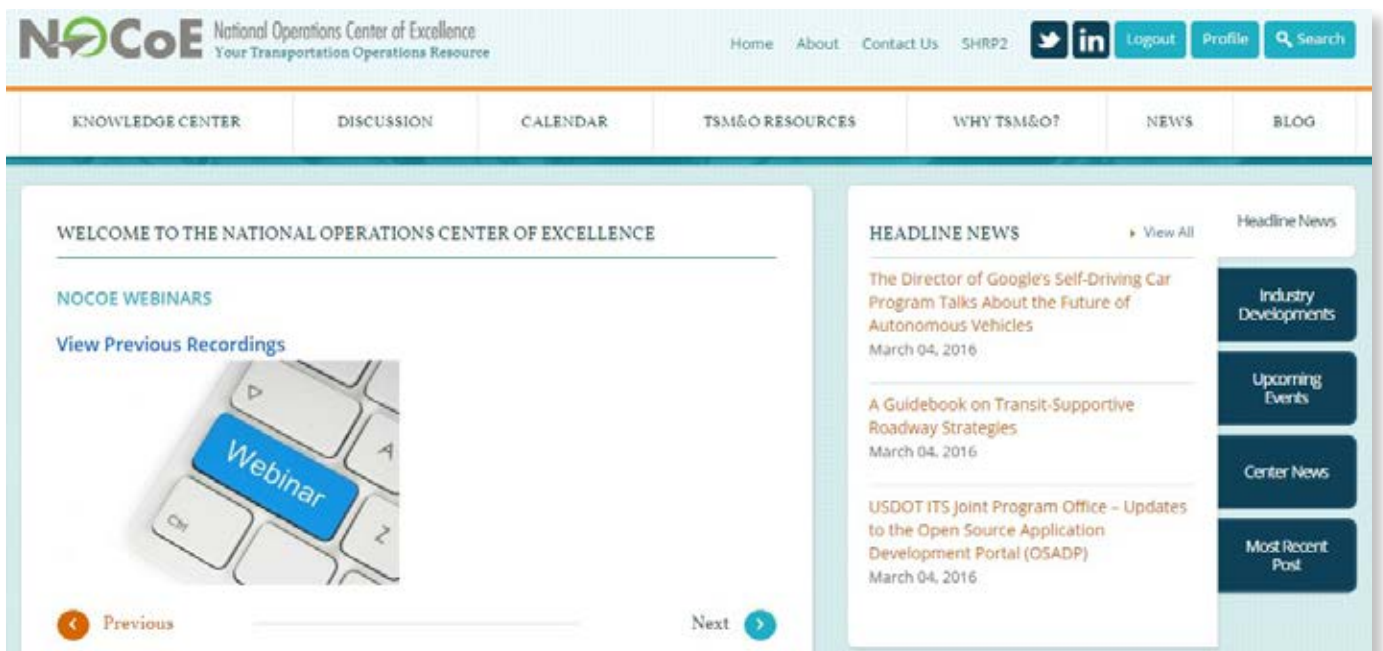 NOCoE National Operations Center of Excellence
Your Transportation Operations Resource
Home About Contact Us SHRP2 in Logout Profile Search
KNOWLEDGE CENTER DISCUSSION CALENDAR TSM&O RESOURCES WHY TSM&O? NEWS BLOG
WELCOME TO THE NATIONAL OPERATIONS CENTER OF EXCELLENCE
NOCOE WEBINARS
View Previous Recordings
Webinar
A
Z
Previous
Next
HEADLINE NEWS View All
The Director of Google's Self-Driving Car
Program Talks About the Future of
Autonomous Vehicles
March 04, 2016
A Guidebook on Transit-Supportive
Roadway Strategies
March 04, 2016
USDOT ITS Joint Program Office – Updates
to the Open Source Application
Development Portal (OSADP)
March 04, 2016
Headline News
Industry
Developments
Upcoming
Events
Center News
Most Recent
Post